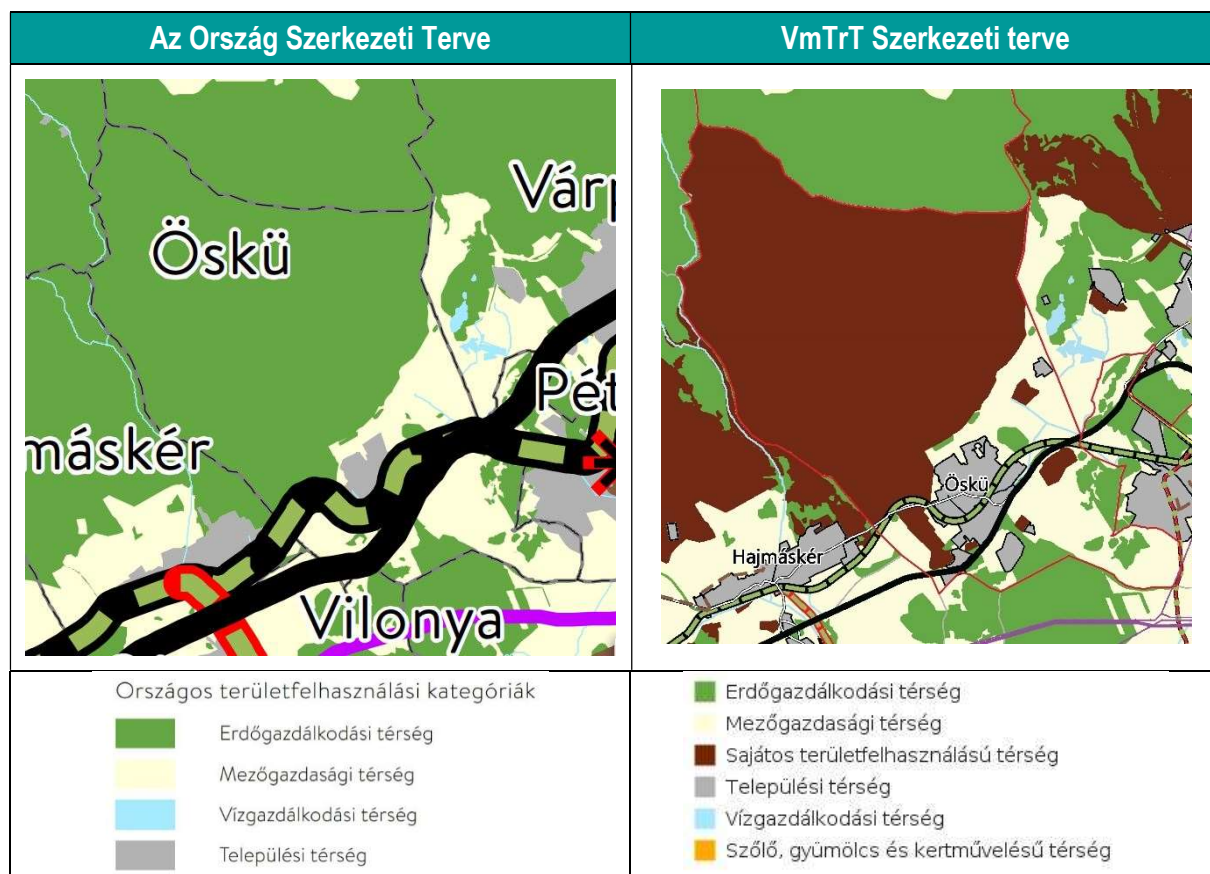 Az Ország Szerkezeti Terve
VmTrT Szerkezeti terve
Várp
Öskü
Pét
máskér
Vilonya
Öskü
Hajmáskér
Országos területfelhasználási kategóriák
Erdőgazdálkodási térség
Mezőgazdasági térség
Vízgazdálkodási térség
Települési térség
Erdőgazdálkodási térség
Mezőgazdasági térség
Sajátos területfelhasználású térség
Települési térség
Vízgazdálkodási térség
Szőlő, gyümölcs és kertművelésű térség